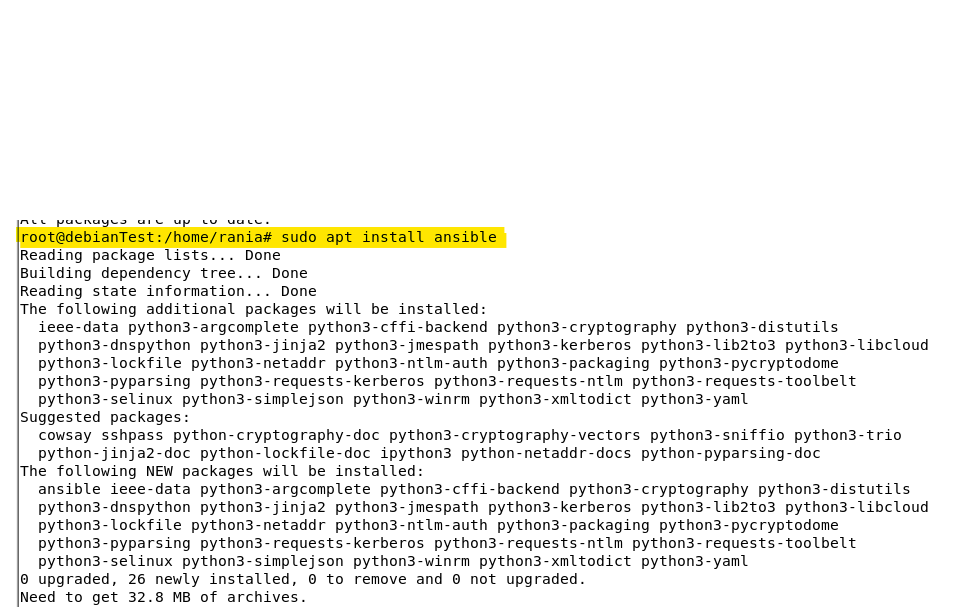 All packages are up to date.
root@debianTest:/home/rania# sudo apt install ansible
Reading package lists... Done
Building dependency tree... Done
Reading state information... Done
The following additional packages will be installed:
ieee-data python3-argcomplete python3-cffi-backend python3-cryptography python3-distutils
python3-dnspython python3-jinja2 python3-jmespath python3-kerberos python3-lib2to3 python3-libcloud
python3-lockfile python3-netaddr python3-ntlm-auth python3-packaging python3-pycryptodome
python3-pyparsing python3-requests-kerberos python3-requests-ntlm python3-requests-toolbelt
python3-selinux python3-simplejson python3-winrm python3-xmltodict python3-yaml
Suggested packages:
cowsay sshpass python-cryptography-doc python3-cryptography-vectors python3-sniffio python3-trio
python-jinja2-doc python-lockfile-doc ipython3 python-netaddr-docs python-pyparsing-doc
The following NEW packages will be installed:
ansible ieee-data python3-argcomplete python3-cffi-backend python3-cryptography python3-distutils
python3-dnspython python3-jinja2 python3-jmespath python3-kerberos python3-lib2to3 python3-libcloud
python3-lockfile python3-netaddr python3-ntlm-auth python3-packaging python3-pycryptodome
python3-pyparsing python3-requests-kerberos python3-requests-ntlm python3-requests-toolbelt
python3-selinux python3-simplejson python3-winrm python3-xmltodict python3-yaml
0 upgraded, 26 newly installed, 0 to remove and 0 not upgraded.
Need to get 32.8 MB of archives.